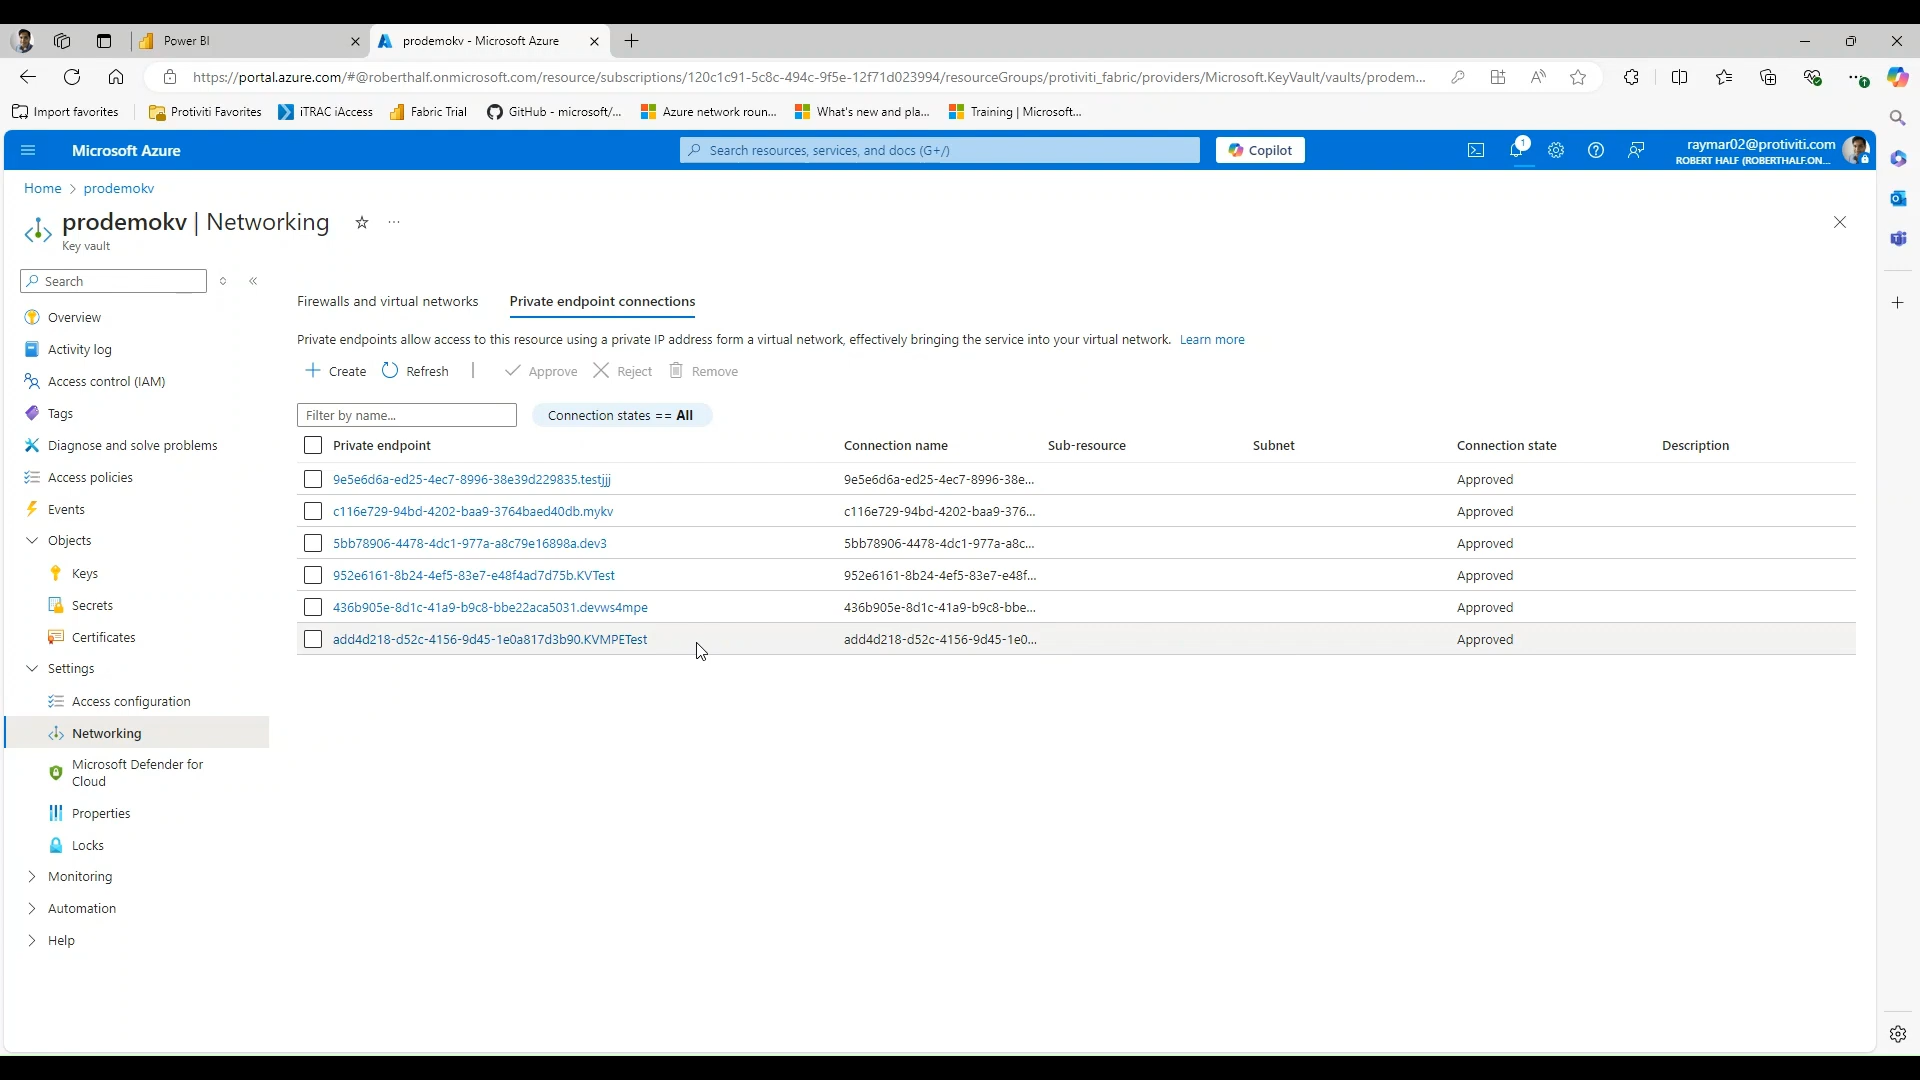 Power BI
prodemokv - Microsoft Azure
https://portal.azure.com/#@roberthalf.onmicrosoft.com/resource/subscriptions/120c1c91-5c8c-494c-9f5e-12f71d023994/resourceGroups/protiviti_fabric/providers/Microsoft.KeyVault/vaults/prodem...
Import favorites
Protiviti Favorites
iTRAC iAccess
Fabric Trial
GitHub - microsoft/...
Azure network roun...
What's new and pla...
Training | Microsoft...
Microsoft Azure
Search resources, services, and docs (G+/)
Copilot
1
raymar02@protiviti.com
ROBERT HALF (ROBERTHALF.ON...
Home > prodemokv
prodemokv | Networking
Key vault
Search
Overview
Activity log
Access control (IAM)
Tags
Diagnose and solve problems
Access policies
Events
Objects
Keys
Secrets
Certificates
Settings
Access configuration
Networking
Microsoft Defender for
Cloud
Properties
Locks
Monitoring
Automation
Help
Firewalls and virtual networks
Private endpoint connections
Private endpoints allow access to this resource using a private IP address form a virtual network, effectively bringing the service into your virtual network. Learn more
Create
Refresh
Approve
Reject
Remove
Filter by name...
Connection states == All
Private endpoint Connection name Sub-resource Subnet Connection state Description
9e5e6d6a-ed25-4ec7-8996-38e39d229835.testjjj 9e5e6d6a-ed25-4ec7-8996-38e... Approved
c116e729-94bd-4202-baa9-3764baed40db.mykv c116e729-94bd-4202-baa9-376... Approved
5bb78906-4478-4dc1-977a-a8c79e16898a.dev3 5bb78906-4478-4dc1-977a-a8c... Approved
952e6161-8b24-4ef5-83e7-e48f4ad7d75b.KVTest 952e6161-8b24-4ef5-83e7-e48f... Approved
436b905e-8d1c-41a9-b9c8-bbe22aca5031.devws4mpe 436b905e-8d1c-41a9-b9c8-bbe... Approved
add4d218-d52c-4156-9d45-1e0a817d3b90.KVMPETest add4d218-d52c-4156-9d45-1e0... Approved